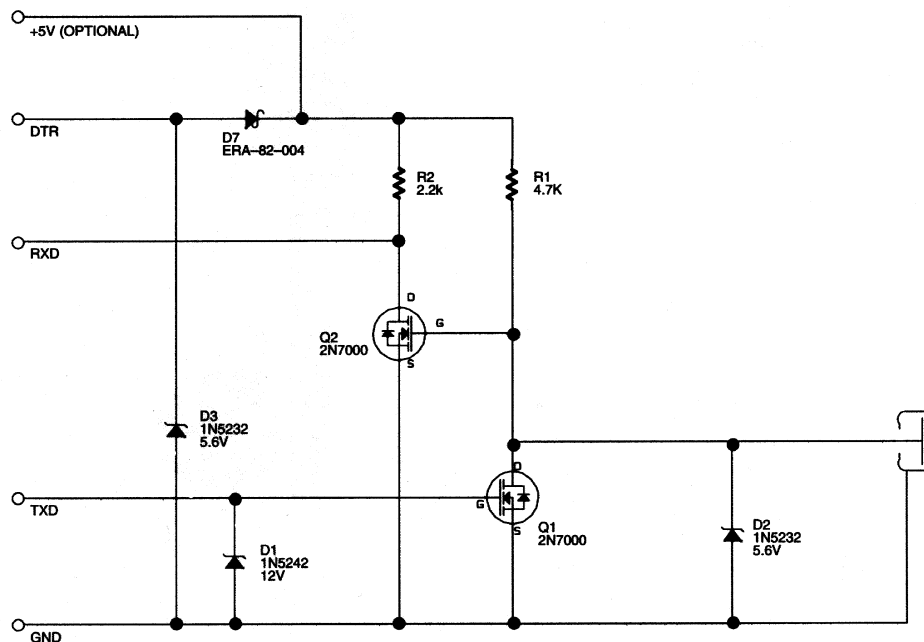 +5V (OPTIONAL)
DTR
D7
ERA-82-004
R2
2.2k
R1
4.7K
RXD
D
G
Q2
2N7000
S
D3
1N5232
5.6V
D
TXD
G
S
Q1
2N7000
D2
1N5232
5.6V
D1
1N5242
12V
GND